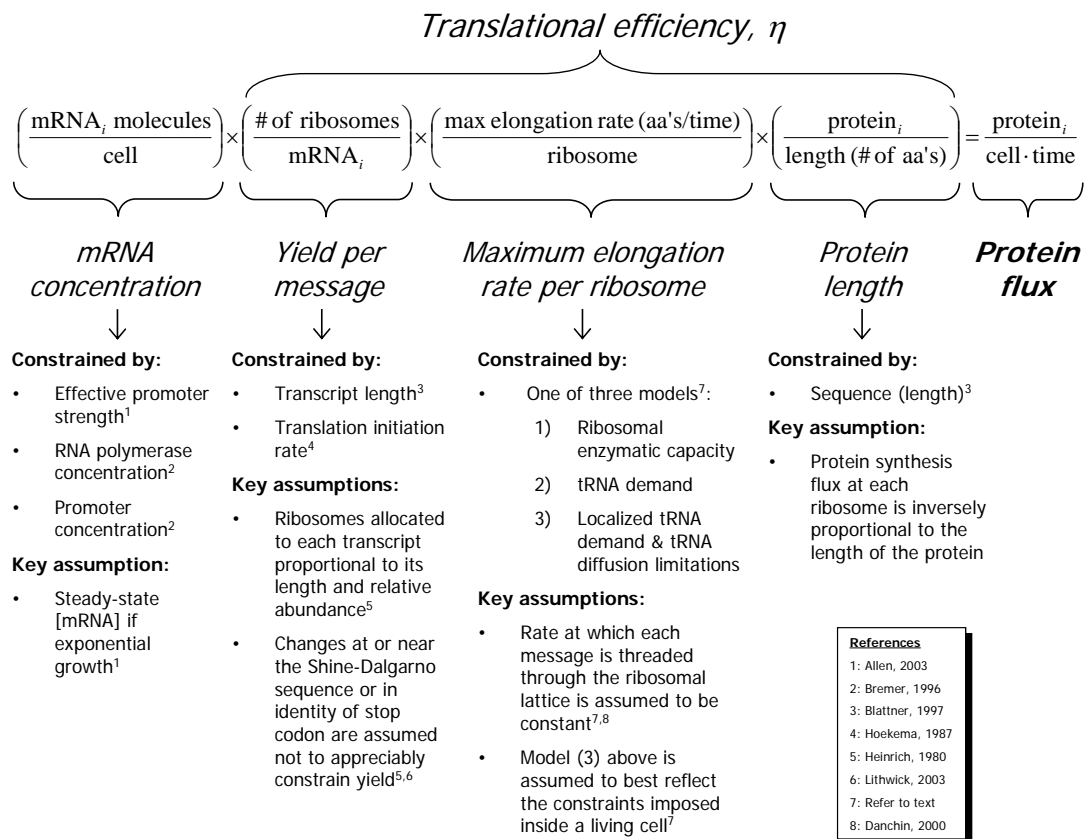 Translational efficiency, η
(mRNAᵢ molecules / cell) × (# of ribosomes / mRNAᵢ) × (max elongation rate (aa's/time) / ribosome) × (proteinᵢ / length (# of aa's)) = proteinᵢ / cell · time
mRNA
concentration
Yield per
message
Maximum elongation
rate per ribosome
Protein
length
Protein
flux
Constrained by:
• Effective promoter
strength¹
• RNA polymerase
concentration²
• Promoter
concentration²
Key assumption:
• Steady-state
[mRNA] if
exponential
growth¹
Constrained by:
• Transcript length³
• Translation initiation
rate⁴
Key assumptions:
• Ribosomes allocated
to each transcript
proportional to its
length and relative
abundance⁵
• Changes at or near
the Shine-Dalgarno
sequence or in
identity of stop
codon are assumed
not to appreciably
constrain yield⁵,⁶
Constrained by:
• One of three models⁷:
1) Ribosomal
enzymatic capacity
2) tRNA demand
3) Localized tRNA
demand & tRNA
diffusion limitations
Key assumptions:
• Rate at which each
message is threaded
through the ribosomal
lattice is assumed to be
constant⁷,⁸
• Model (3) above is
assumed to best reflect
the constraints imposed
inside a living cell⁷
Constrained by:
• Sequence (length)³
Key assumption:
• Protein synthesis
flux at each
ribosome is inversely
proportional to the
length of the protein
References
1: Allen, 2003
2: Bremer, 1996
3: Blattner, 1997
4: Hoekema, 1987
5: Heinrich, 1980
6: Lithwick, 2003
7: Refer to text
8: Danchin, 2000